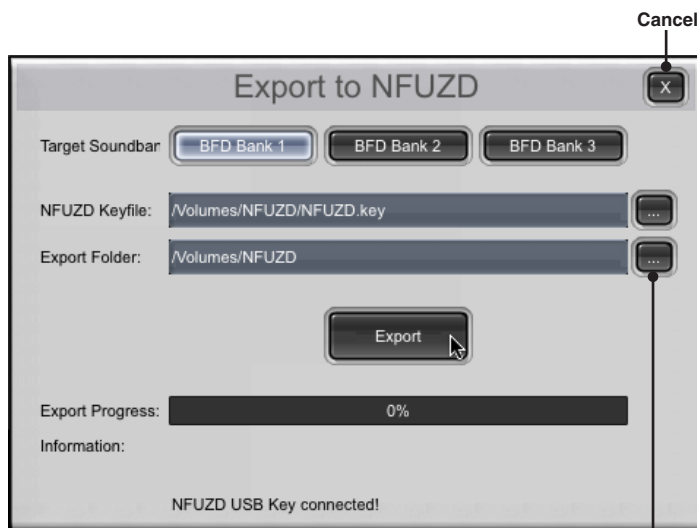 Cancel
Export to NFUZD
X
Target Soundbar
BFD Bank 1
BFD Bank 2
BFD Bank 3
NFUZD Keyfile:
/Volumes/NFUZD/NFUZD.key
...
Export Folder:
/Volumes/NFUZD
...
Export
Export Progress:
0%
Information:
NFUZD USB Key connected!